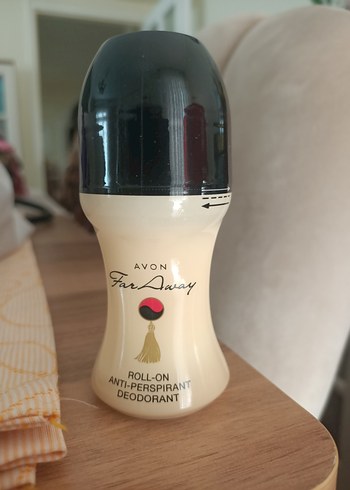 AVON
Far Away
ROLL-ON
ANTI-PERSPIRANT
DEODORANT